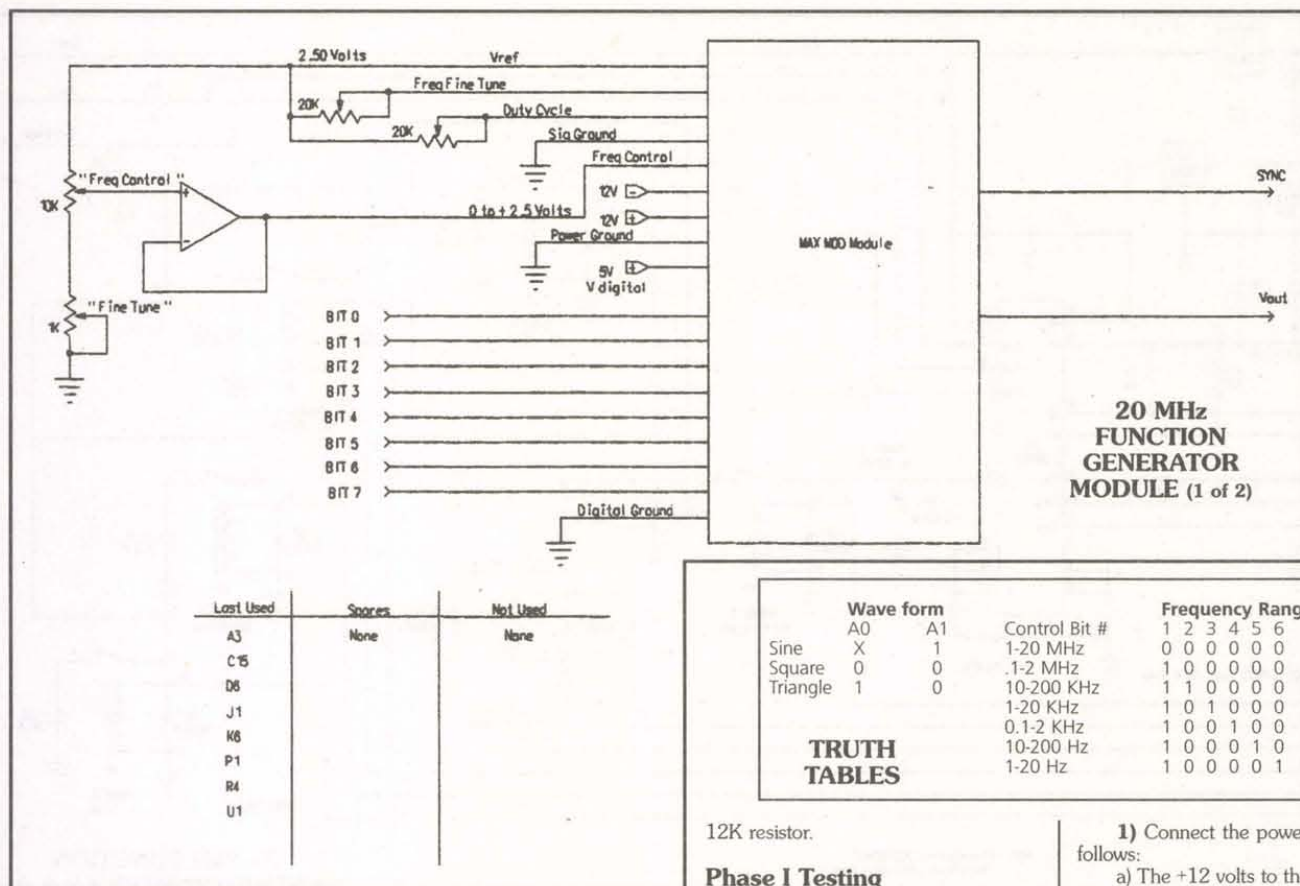 2.50 Volts
Vref
Freq Fine Tune
20K
Duty Cycle
20K
Sig Ground
Freq Control
"Freq Control"
10K
12V
12V
0 to +2.5 Volts
Power Ground
5V
V digital
MAX MOD Module
SYNC
Vout
"Fine Tune"
1K
BIT 0
BIT 1
BIT 2
BIT 3
BIT 4
BIT 5
BIT 6
BIT 7
Digital Ground
20 MHz
FUNCTION
GENERATOR
MODULE (1 of 2)
Last Used Spares Not Used
A3 None None
C15
D6
J1
K6
P1
R4
U1
Wave form
A0 A1
Sine X 1
Square 0 0
Triangle 1 0
TRUTH
TABLES
Frequency Rang
Control Bit # 1 2 3 4 5 6
1-20 MHz 0 0 0 0 0 0
.1-2 MHz 1 0 0 0 0 0
10-200 KHz 1 1 0 0 0 0
1-20 KHz 1 0 1 0 0 0
0.1-2 KHz 1 0 0 1 0 0
10-200 Hz 1 0 0 0 1 0
1-20 Hz 1 0 0 0 0 1
12K resistor.
Phase I Testing
1) Connect the powe
follows:
a) The +12 volts to th